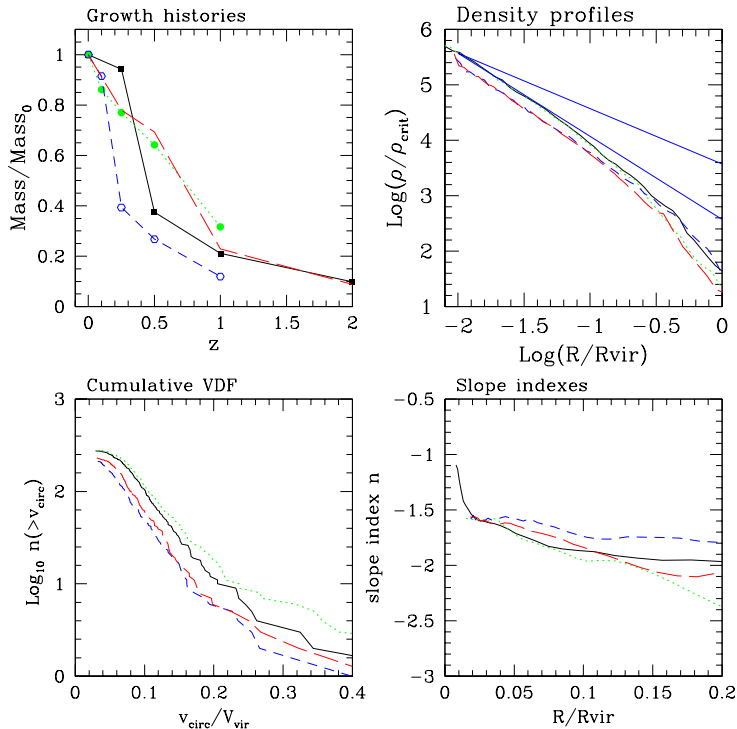 Growth histories
Mass/Mass0
1
0.8
0.6
0.4
0.2
0
0 0.5 1 1.5 2
z
Density profiles
Log(ρ/ρcrit)
6
5
4
3
2
1
−2 −1.5 −1 −0.5 0
Log(R/Rvir)
Cumulative VDF
Log10 n(>vcirc)
3
2
1
0
0 0.1 0.2 0.3 0.4
vcirc/Vvir
Slope indexes
slope index n
−0.5
−1
−1.5
−2
−2.5
−3
0 0.05 0.1 0.15 0.2
R/Rvir